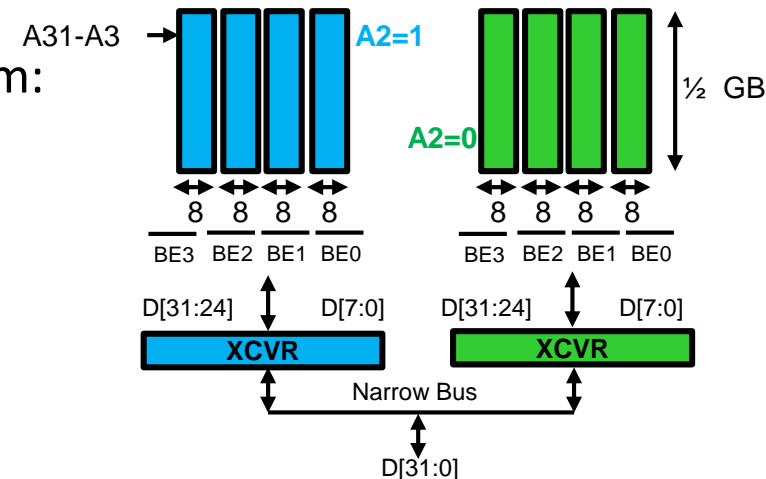 A31-A3
A2=1
m:
½ GB
A2=0
8 8 8 8
8 8 8 8
BE3 BE2 BE1 BE0
BE3 BE2 BE1 BE0
D[31:24] D[7:0]
D[31:24] D[7:0]
XCVR
XCVR
Narrow Bus
D[31:0]